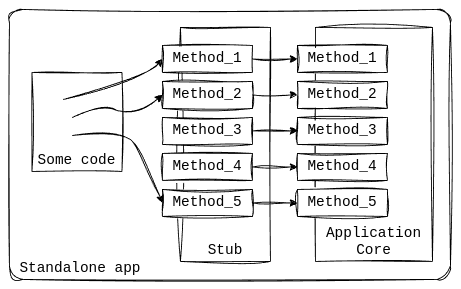 Method_1
Method_1
Method_2
Method_2
Method_3
Method_3
Some code
Method_4
Method_4
Method_5
Method_5
Stub
Application
Core
Standalone app